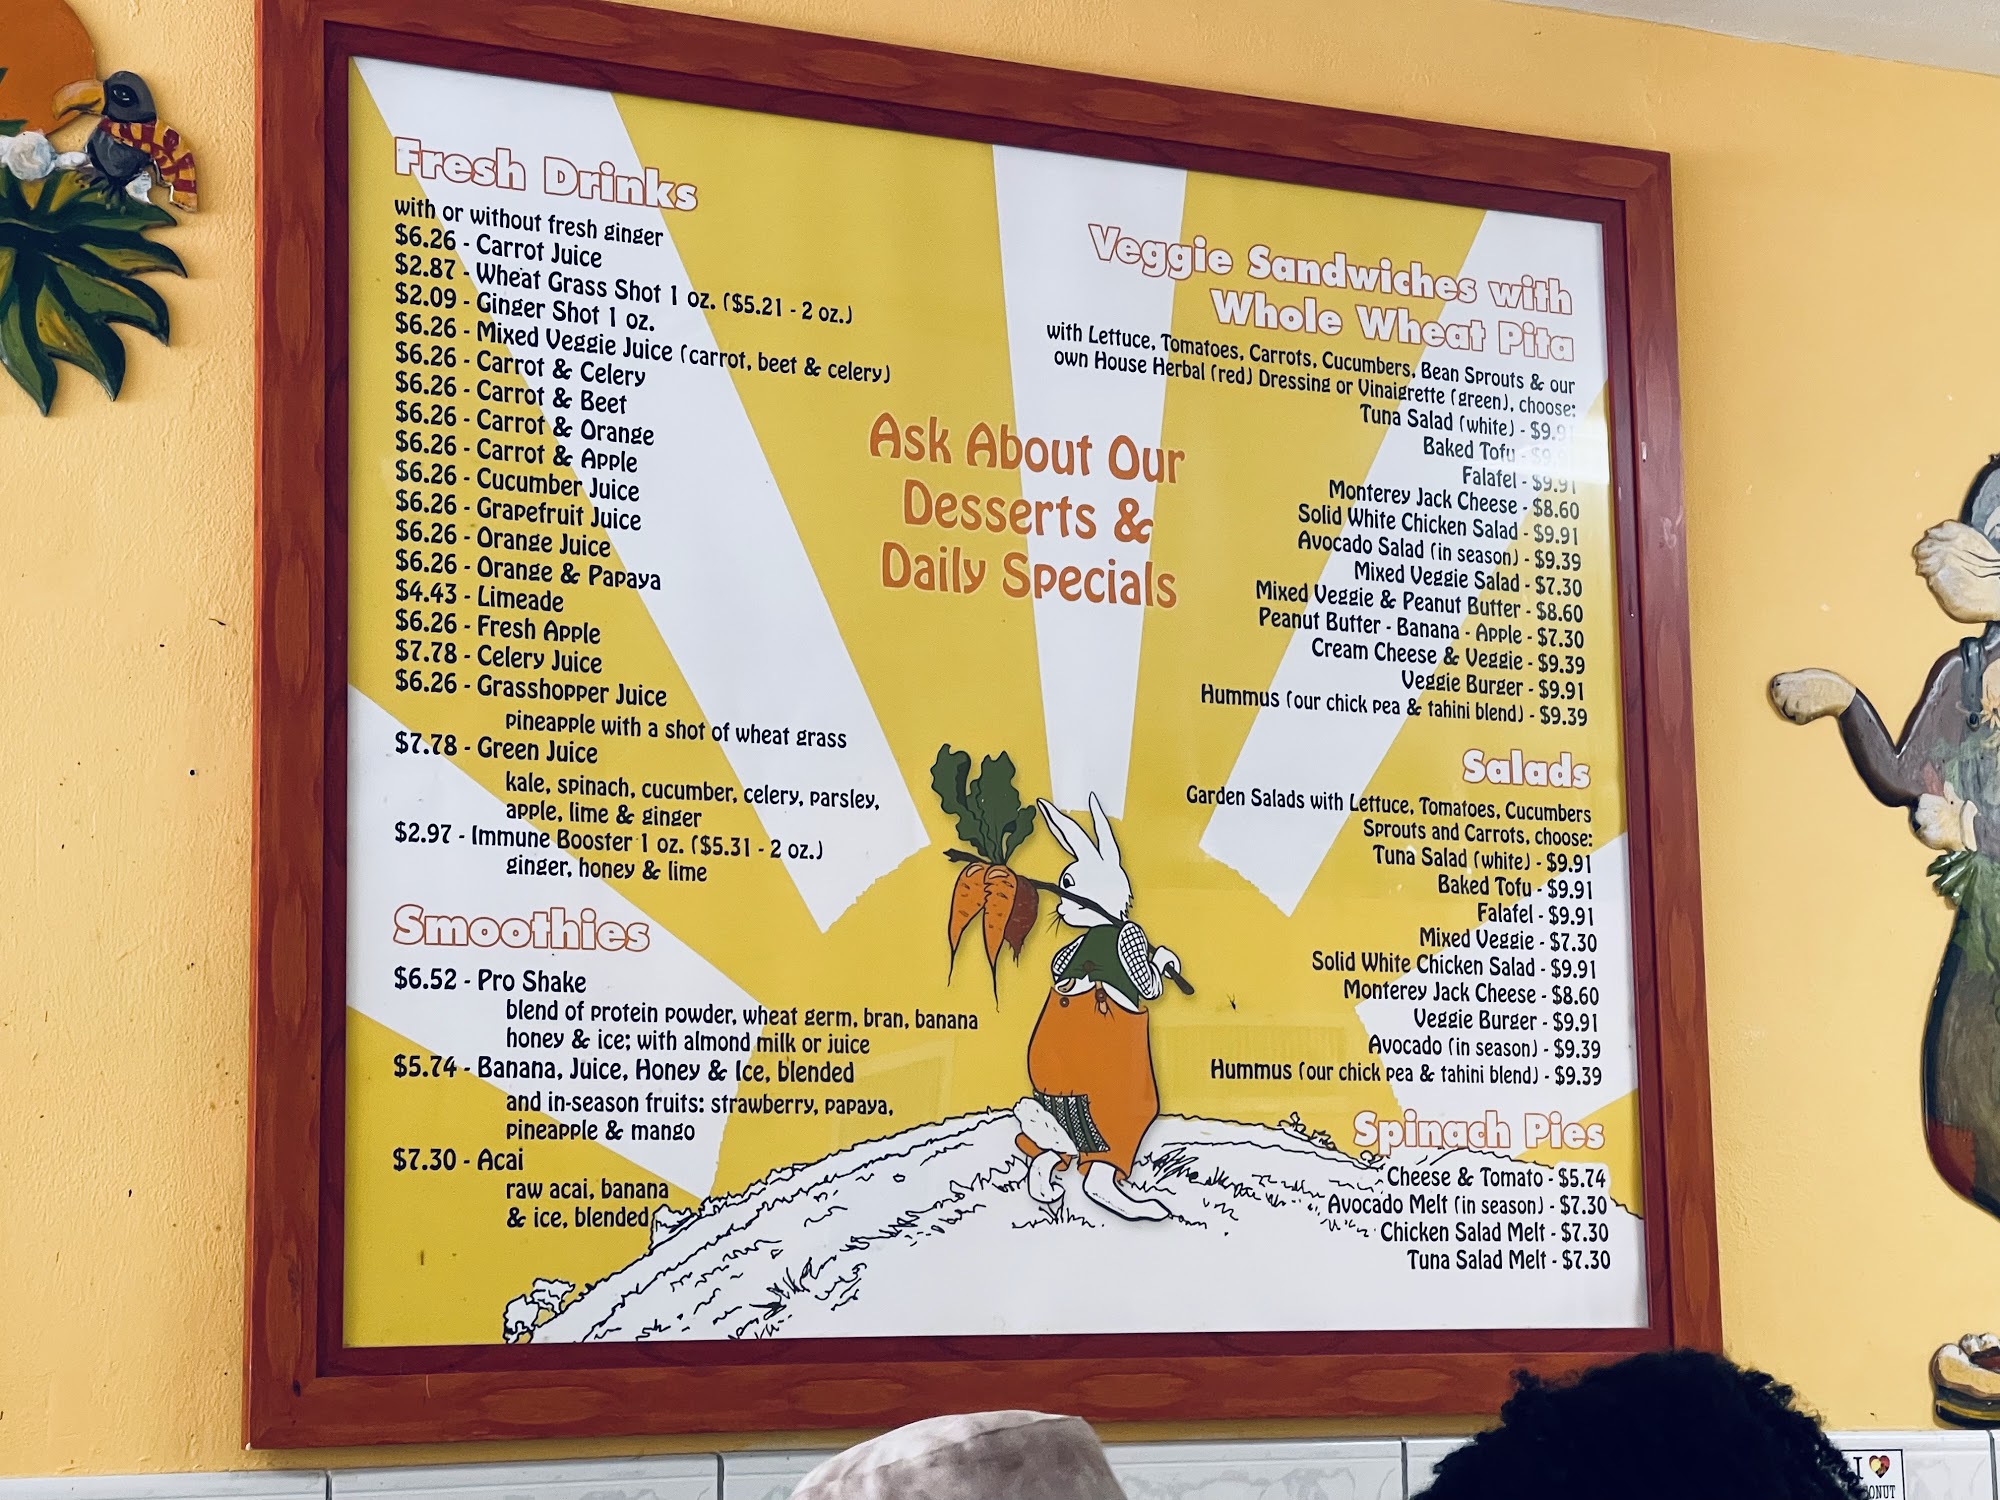 Fresh Drinks
with or without fresh ginger
$6.26 - Carrot Juice
$2.87 - Wheat Grass Shot 1 oz. ($5.21 - 2 oz.)
$2.09 - Ginger Shot 1 oz.
$6.26 - Mixed Veggie Juice (carrot, beet & celery)
$6.26 - Carrot & Celery
$6.26 - Carrot & Beet
$6.26 - Carrot & Orange
$6.26 - Carrot & Apple
$6.26 - Cucumber Juice
$6.26 - Grapefruit Juice
$6.26 - Orange Juice
$6.26 - Orange & Papaya
$4.43 - Limeade
$6.26 - Fresh Apple
$7.78 - Celery Juice
$6.26 - Grasshopper Juice
pineapple with a shot of wheat grass
$7.78 - Green Juice
kale, spinach, cucumber, celery, parsley,
apple, lime & ginger
$2.97 - Immune Booster 1 oz. ($5.31 - 2 oz.)
ginger, honey & lime
Smoothies
$6.52 - Pro Shake
blend of protein powder, wheat germ, bran, banana
honey & ice; with almond milk or juice
$5.74 - Banana, Juice, Honey & Ice, blended
and in-season fruits: strawberry, papaya,
pineapple & mango
$7.30 - Acai
raw acai, banana
& ice, blended
Ask About Our
Desserts &
Daily Specials
Veggie Sandwiches with
Whole Wheat Pita
with Lettuce, Tomatoes, Carrots, Cucumbers, Bean Sprouts & our
own House Herbal (red) Dressing or Vinaigrette (green), choose:
Tuna Salad (white) - $9.91
Baked Tofu - $9.91
Falafel - $9.91
Monterey Jack Cheese - $8.60
Solid White Chicken Salad - $9.91
Avocado Salad (in season) - $9.39
Mixed Veggie Salad - $7.30
Mixed Veggie & Peanut Butter - $8.60
Peanut Butter - Banana - Apple - $7.30
Cream Cheese & Veggie - $9.39
Veggie Burger - $9.91
Hummus (our chick pea & tahini blend) - $9.39
Salads
Garden Salads with Lettuce, Tomatoes, Cucumbers
Sprouts and Carrots, choose:
Tuna Salad (white) - $9.91
Baked Tofu - $9.91
Falafel - $9.91
Mixed Veggie - $7.30
Solid White Chicken Salad - $9.91
Monterey Jack Cheese - $8.60
Veggie Burger - $9.91
Avocado (in season) - $9.39
Hummus (our chick pea & tahini blend) - $9.39
Spinach Pies
Cheese & Tomato - $5.74
Avocado Melt (in season) - $7.30
Chicken Salad Melt - $7.30
Tuna Salad Melt - $7.30
I